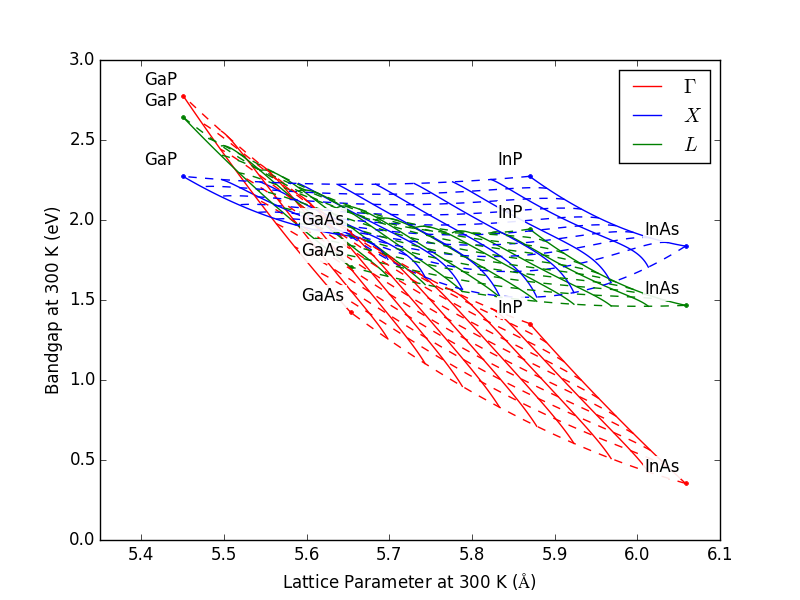 3.0
2.5
2.0
1.5
1.0
0.5
0.0
Bandgap at 300 K (eV)
GaP
GaP
GaP
InP
InP
InP
GaAs
GaAs
GaAs
InAs
InAs
InAs
Γ
X
L
5.4 5.5 5.6 5.7 5.8 5.9 6.0 6.1
Lattice Parameter at 300 K (Å)